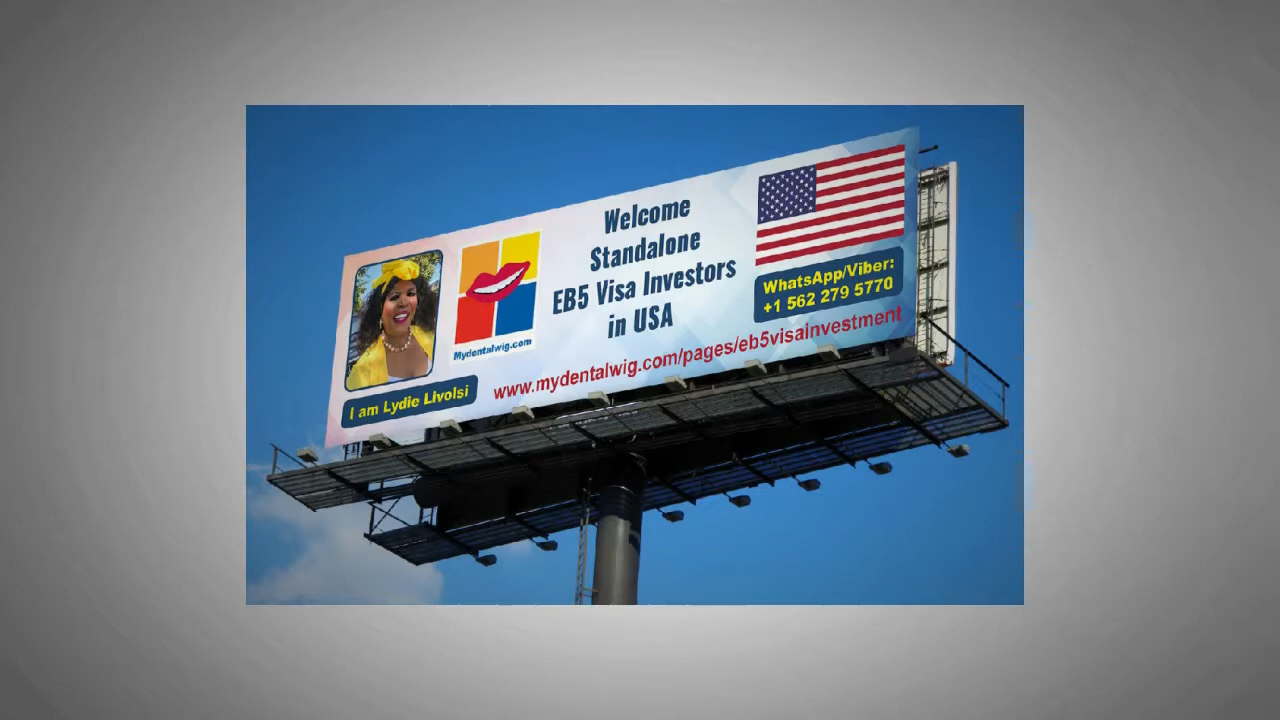 Welcome
Standalone
EB5 Visa Investors
in USA
WhatsApp/Viber:
+1 562 279 5770
Mydentalwig.com
I am Lydie Livolsi
www.mydentalwig.com/pages/eb5visainvestment